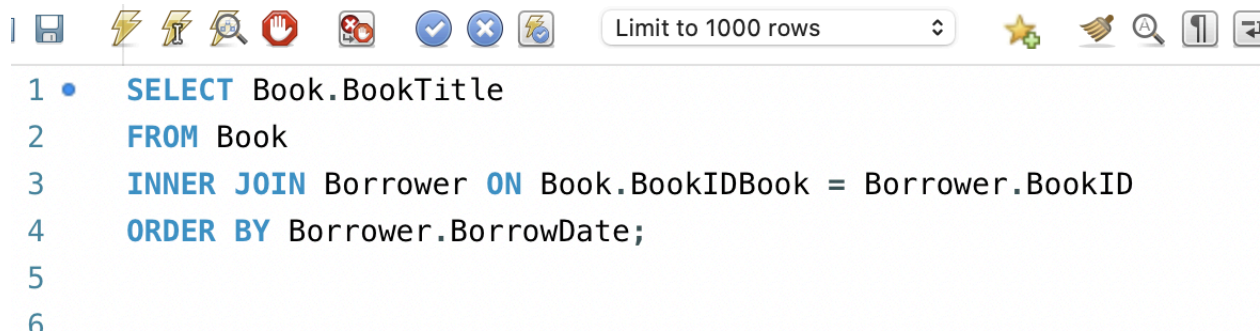 Limit to 1000 rows
1 SELECT Book.BookTitle
2 FROM Book
3 INNER JOIN Borrower ON Book.BookIDBook = Borrower.BookID
4 ORDER BY Borrower.BorrowDate;
5
6